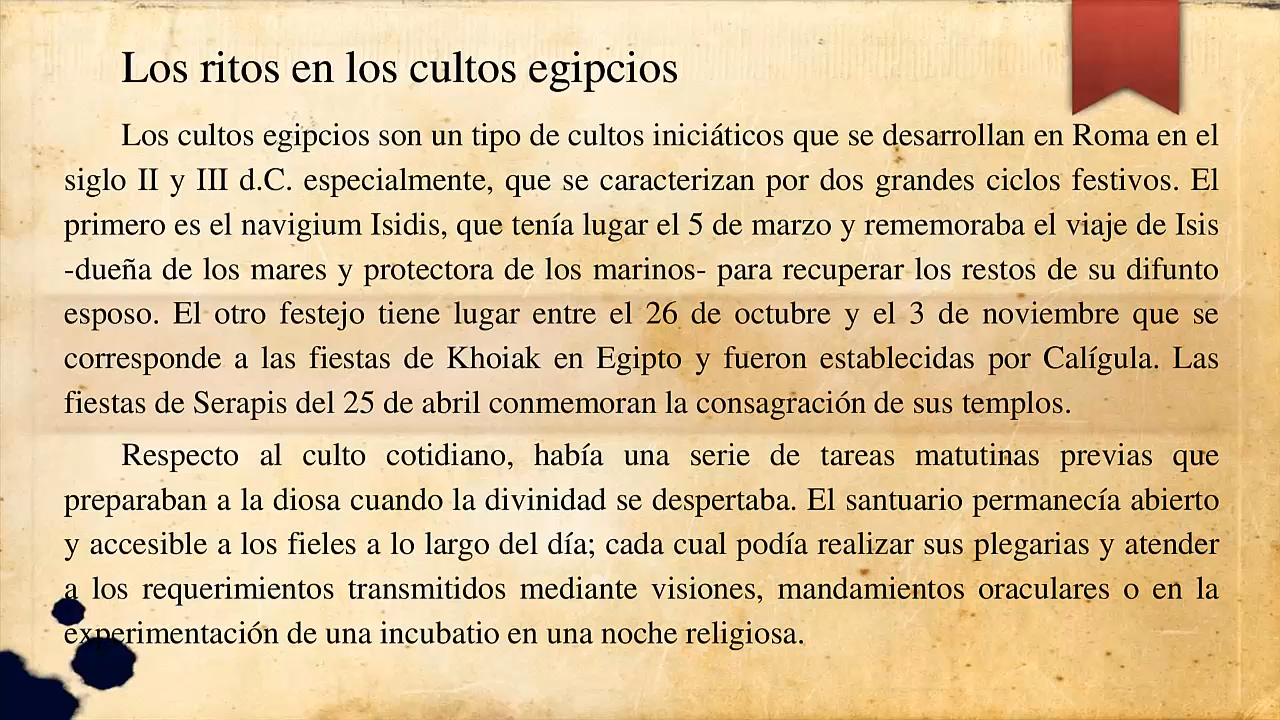 Los ritos en los cultos egipcios
Los cultos egipcios son un tipo de cultos iniciáticos que se desarrollan en Roma en el
siglo II y III d.C. especialmente, que se caracterizan por dos grandes ciclos festivos. El
primero es el navigium Isidis, que tenía lugar el 5 de marzo y rememoraba el viaje de Isis
-dueña de los mares y protectora de los marinos- para recuperar los restos de su difunto
esposo. El otro festejo tiene lugar entre el 26 de octubre y el 3 de noviembre que se
corresponde a las fiestas de Khoiak en Egipto y fueron establecidas por Calígula. Las
fiestas de Serapis del 25 de abril conmemoran la consagración de sus templos.
Respecto al culto cotidiano, había una serie de tareas matutinas previas que
preparaban a la diosa cuando la divinidad se despertaba. El santuario permanecía abierto
y accesible a los fieles a lo largo del día; cada cual podía realizar sus plegarias y atender
a los requerimientos transmitidos mediante visiones, mandamientos oraculares o en la
experimentación de una incubatio en una noche religiosa.